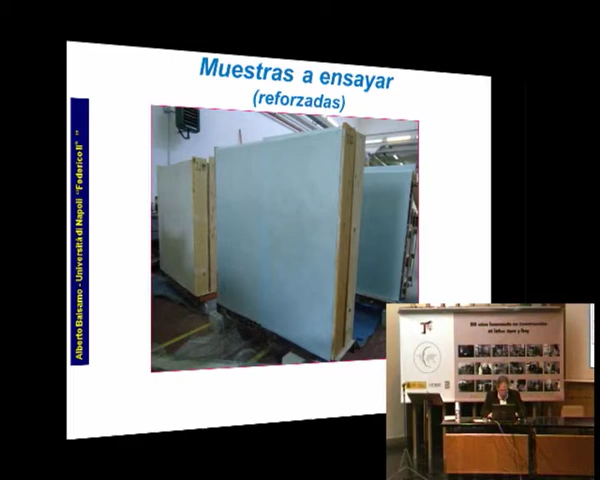 Muestras a ensayar
(reforzadas)
Alberto Balsamo - Università di Napoli "Federico II" "